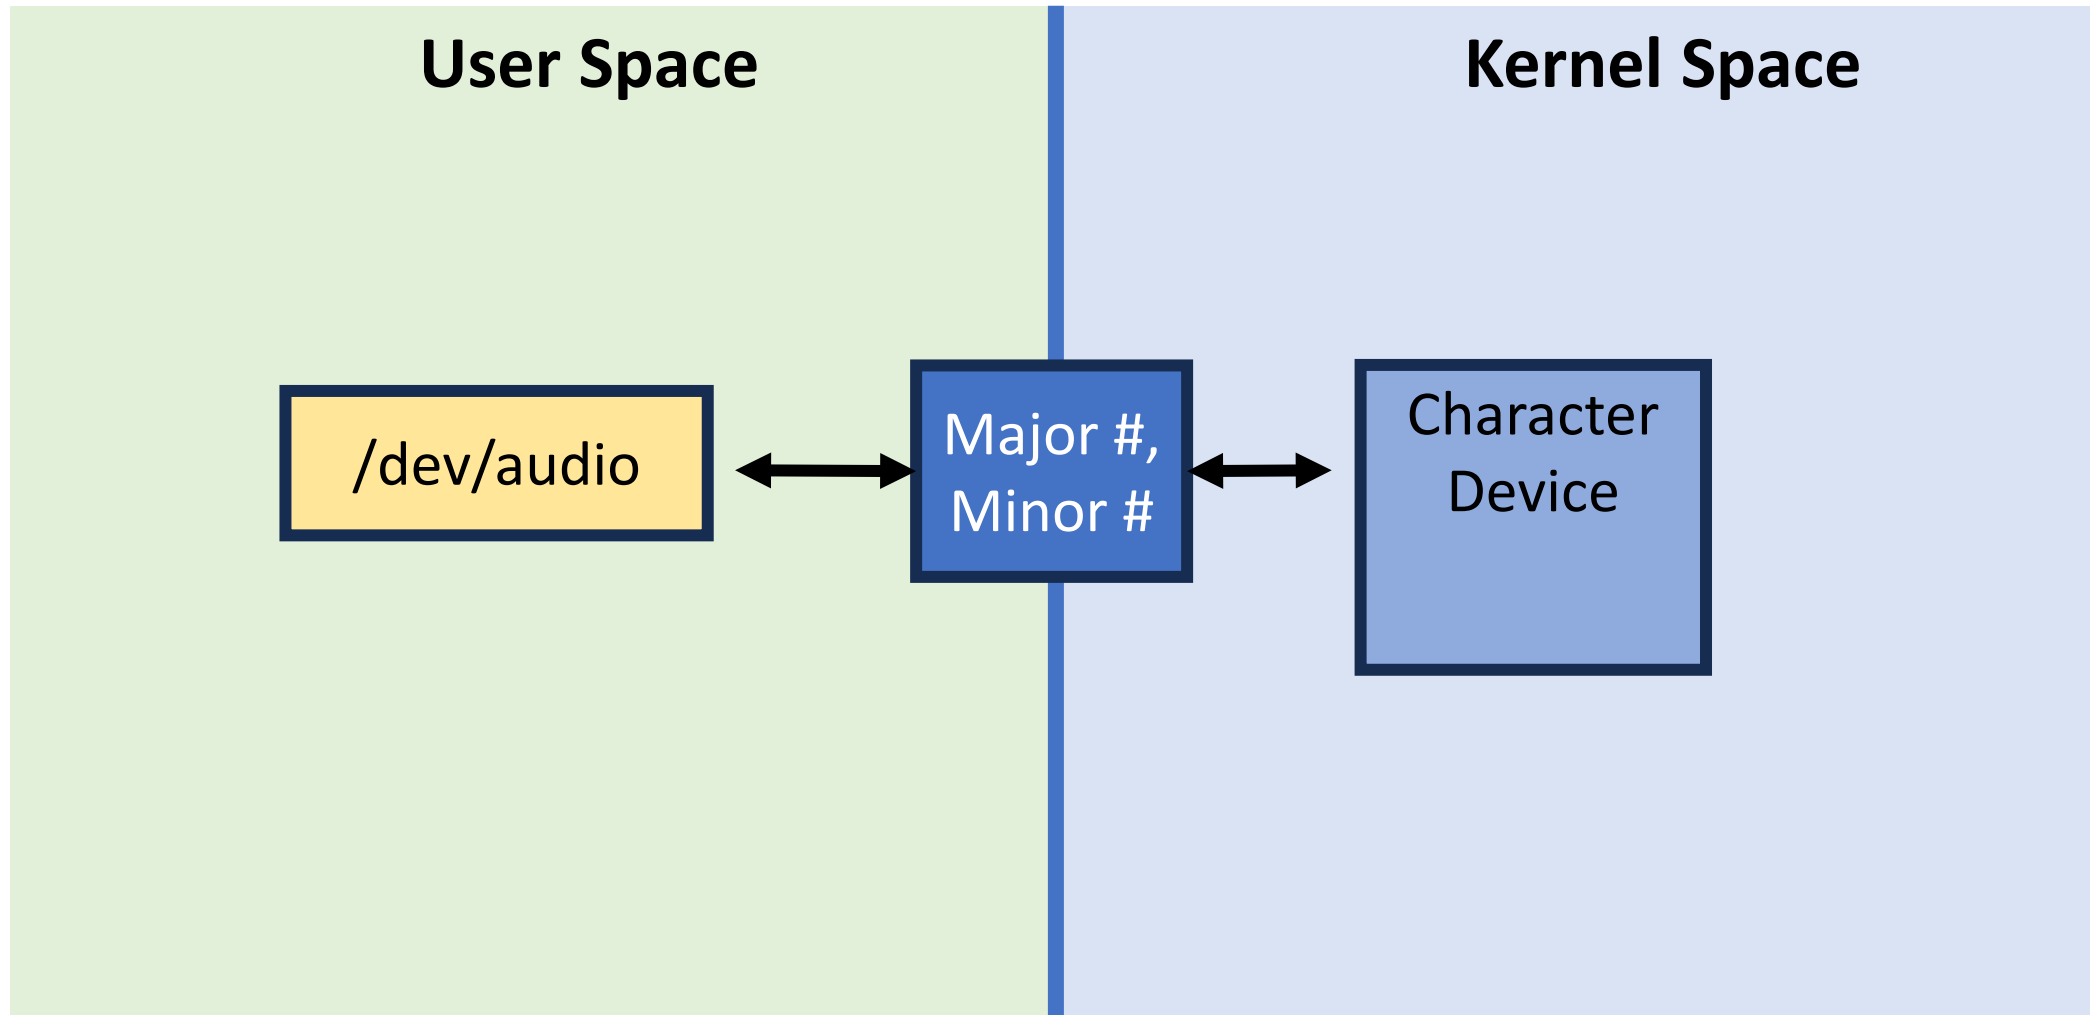 User Space
Kernel Space
/dev/audio
Major #,
Minor #
Character
Device